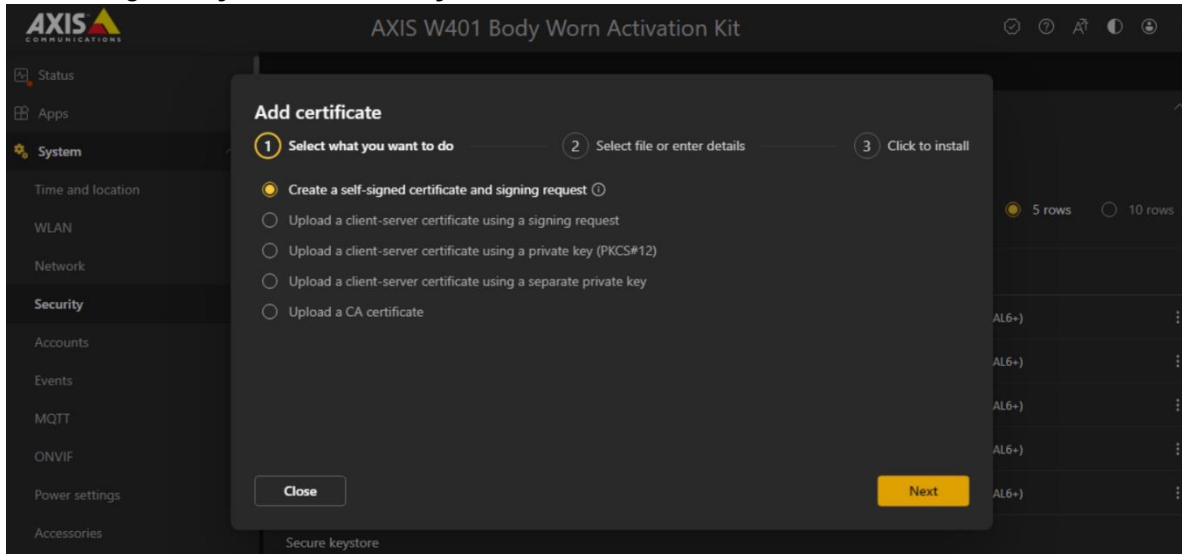 AXIS
COMMUNICATIONS
AXIS W401 Body Worn Activation Kit
Status
Apps
System
Time and location
WLAN
Network
Security
Accounts
Events
MQTT
ONVIF
Power settings
Accessories
Add certificate
1 Select what you want to do
2 Select file or enter details
3 Click to install
Create a self-signed certificate and signing request
Upload a client-server certificate using a signing request
Upload a client-server certificate using a private key (PKCS#12)
Upload a client-server certificate using a separate private key
Upload a CA certificate
Close
Next
5 rows
10 rows
AL6+)
AL6+)
AL6+)
AL6+)
AL6+)
Secure keystore